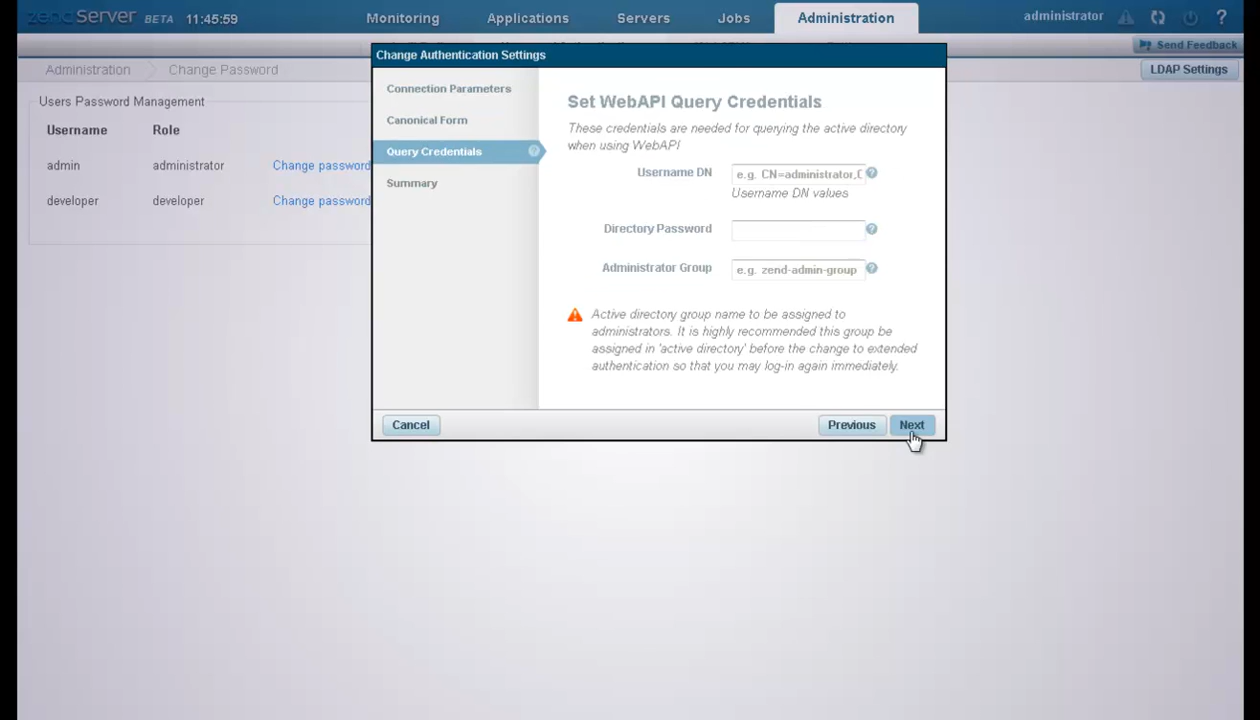 zendServer BETA 11:45:59
Monitoring Applications Servers Jobs Administration
administrator ?
Send Feedback
Administration Change Password
LDAP Settings
Users Password Management
Username Role
admin administrator Change password
developer developer Change password
Change Authentication Settings
Connection Parameters
Canonical Form
Query Credentials ?
Summary
Set WebAPI Query Credentials
These credentials are needed for querying the active directory
when using WebAPI
Username DN e.g. CN=administrator,D ?
Username DN values
Directory Password ?
Administrator Group e.g. zend-admin-group ?
Active directory group name to be assigned to
administrators. It is highly recommended this group be
assigned in 'active directory' before the change to extended
authentication so that you may log-in again immediately.
Cancel Previous Next